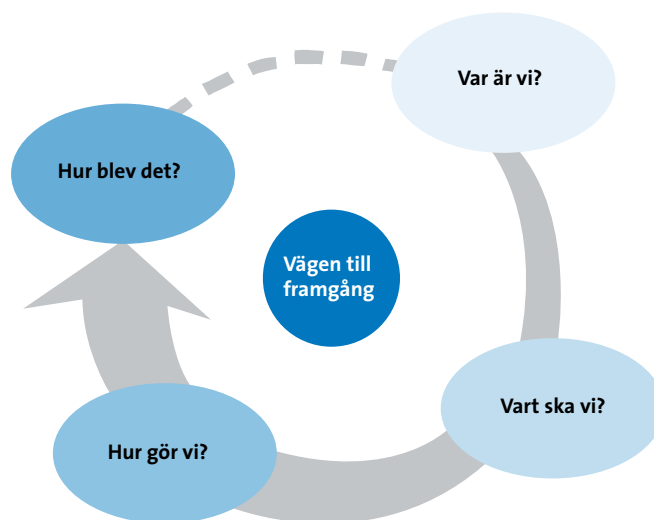 Var är vi?
Hur blev det?
Vägen till
framgång
Vart ska vi?
Hur gör vi?